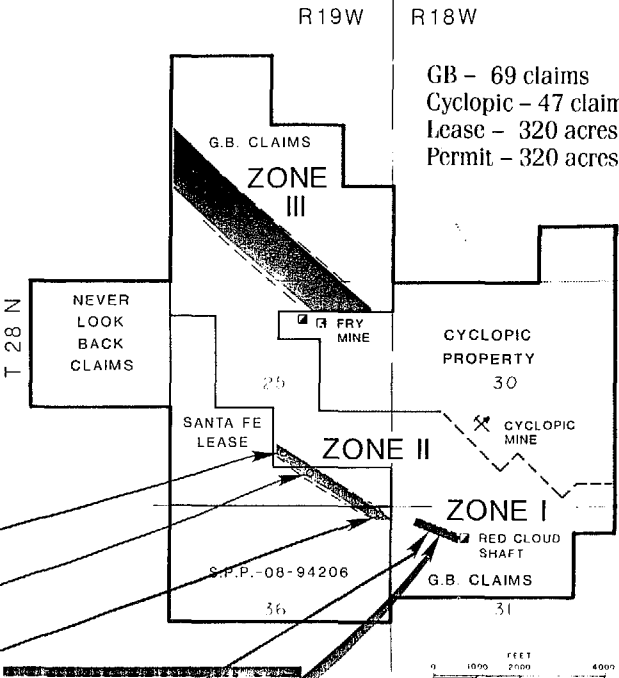 R19W R18W
GB – 69 claims
Cyclopic – 47 claim
Lease – 320 acres
Permit – 320 acres
G.B. CLAIMS
ZONE
III
T 28 N
NEVER
LOOK
BACK
CLAIMS
FRY
MINE
CYCLOPIC
PROPERTY
25
30
SANTA FE
LEASE
ZONE II
CYCLOPIC
MINE
ZONE I
RED CLOUD
SHAFT
S.P.P.-08-94206
G.B. CLAIMS
36
31
FEET
0 1000 2000 4000